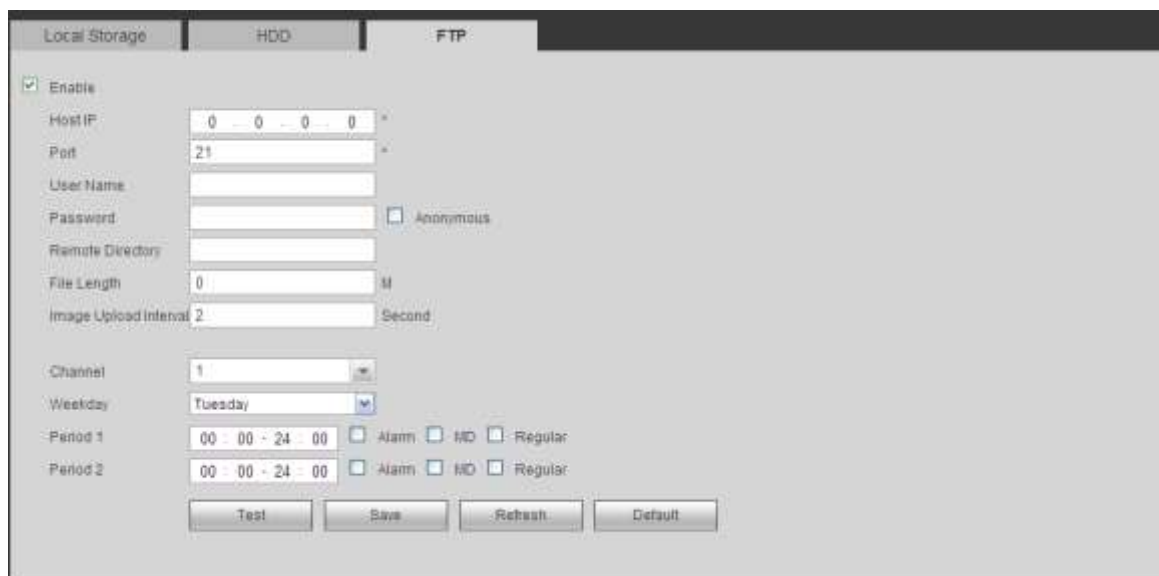 Local Storage HDD FTP
Enable
Host IP 0 . 0 . 0 . 0 *
Port 21 *
User Name
Password Anonymous
Remote Directory
File Length 0 M
Image Upload Interval 2 Second
Channel 1
Weekday Tuesday
Period 1 00 : 00 - 24 : 00 Alarm MD Regular
Period 2 00 : 00 - 24 : 00 Alarm MD Regular
Test Save Refresh Default